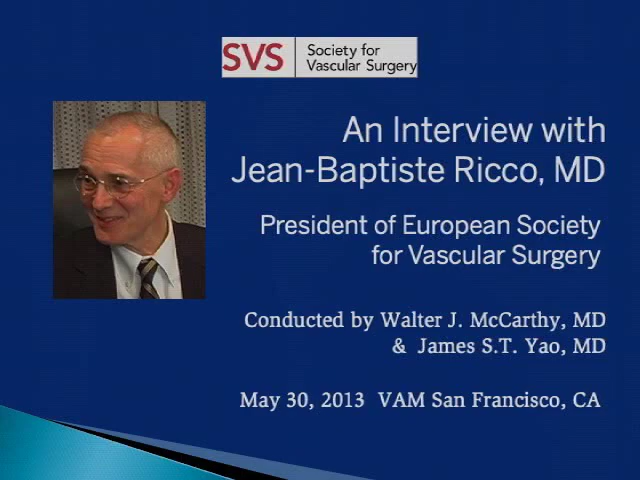 SVS
Society for
Vascular Surgery
An Interview with
Jean-Baptiste Ricco, MD
President of European Society
for Vascular Surgery
Conducted by Walter J. McCarthy, MD
& James S.T. Yao, MD
May 30, 2013 VAM San Francisco, CA